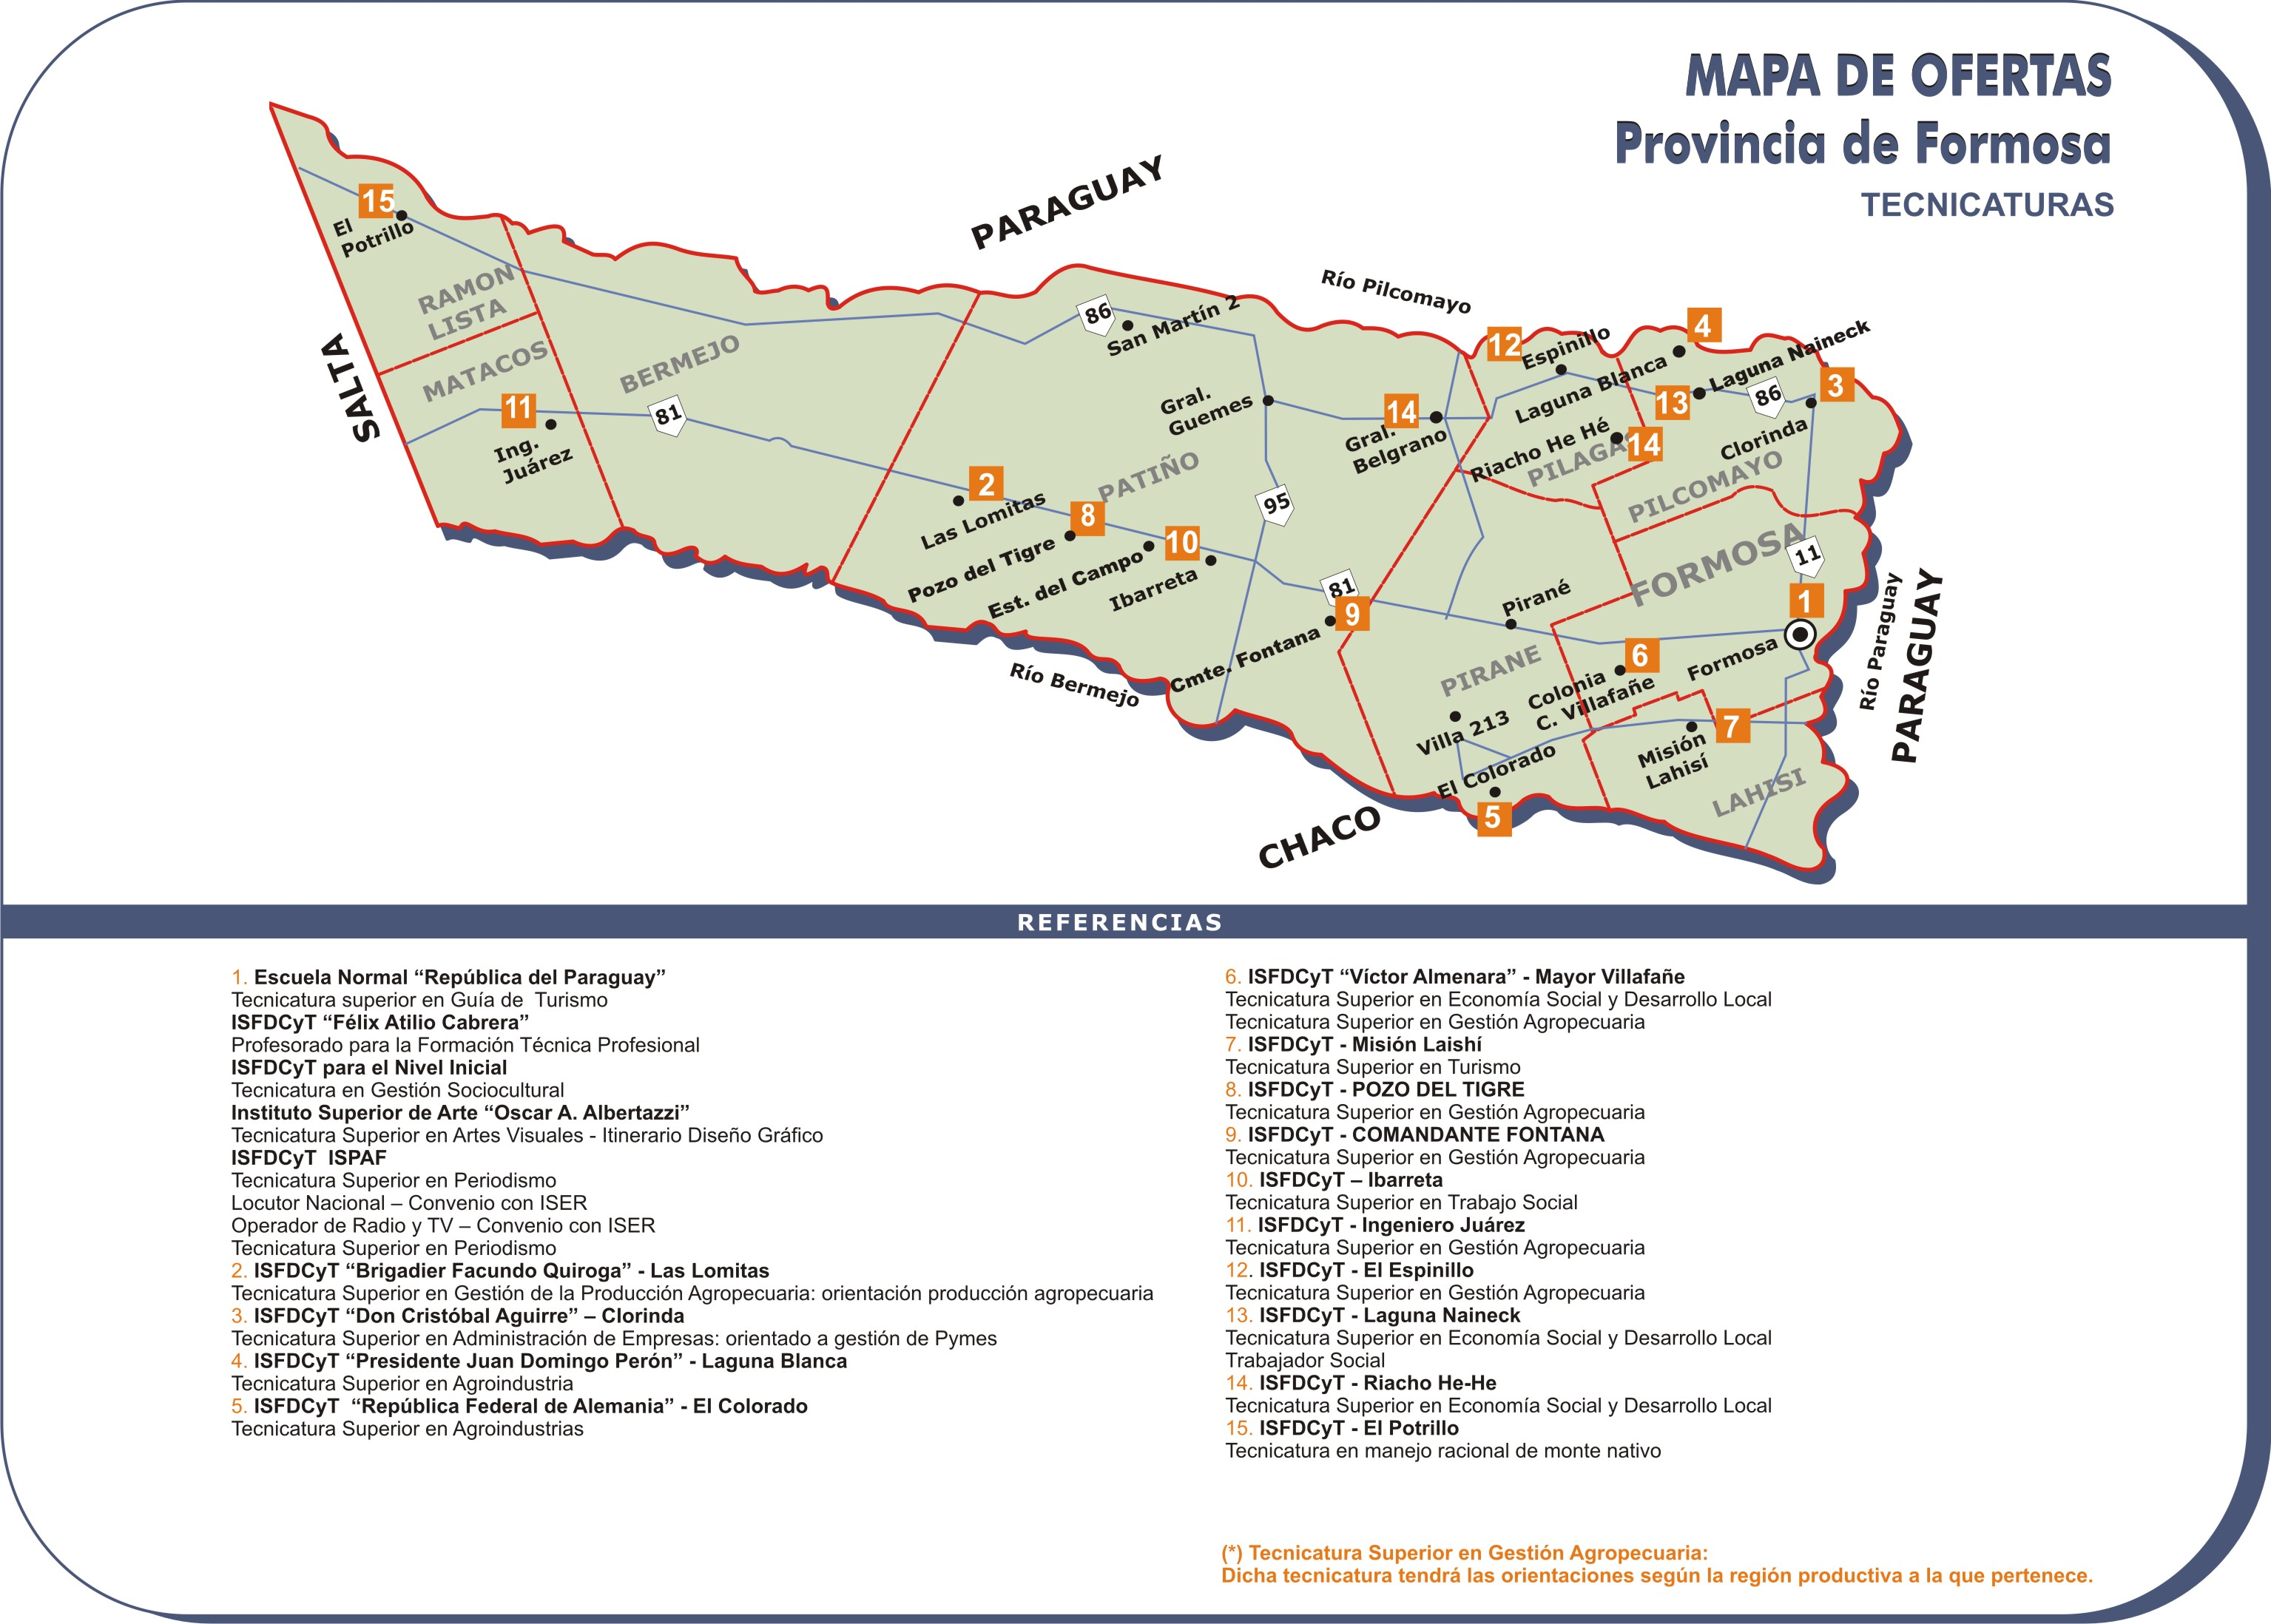 MAPA DE OFERTAS
Provincia de Formosa
TECNICATURAS
PARAGUAY
Río Pilcomayo
SALTA
15
El
Potrillo
RAMON
LISTA
MATACOS
11
Ing.
Juárez
BERMEJO
81
86
San Martín 2
Gral.
Guemes
PATIÑO
95
2
Las Lomitas
8
Pozo del Tigre
10
Est. del Campo
Ibarreta
81
9
Cmte. Fontana
Río Bermejo
14
Gral.
Belgrano
12
Espinillo
4
Laguna Blanca
13
Laguna Naineck
86
3
Clorinda
Riacho He Hé
14
PILAGAS
PILCOMAYO
FORMOSA
11
1
Formosa
Río Paraguay
PARAGUAY
Pirané
PIRANE
6
Colonia
C. Villafañe
Villa 213
El Colorado
5
7
Misión
Lahisí
LAHISI
CHACO
REFERENCIAS
1. Escuela Normal “República del Paraguay”
Tecnicatura superior en Guía de Turismo
ISFDCyT “Félix Atilio Cabrera”
Profesorado para la Formación Técnica Profesional
ISFDCyT para el Nivel Inicial
Tecnicatura en Gestión Sociocultural
Instituto Superior de Arte “Oscar A. Albertazzi”
Tecnicatura Superior en Artes Visuales - Itinerario Diseño Gráfico
ISFDCyT ISPAF
Tecnicatura Superior en Periodismo
Locutor Nacional – Convenio con ISER
Operador de Radio y TV – Convenio con ISER
Tecnicatura Superior en Periodismo
2. ISFDCyT “Brigadier Facundo Quiroga” - Las Lomitas
Tecnicatura Superior en Gestión de la Producción Agropecuaria: orientación producción agropecuaria
3. ISFDCyT “Don Cristóbal Aguirre” – Clorinda
Tecnicatura Superior en Administración de Empresas: orientado a gestión de Pymes
4. ISFDCyT “Presidente Juan Domingo Perón” - Laguna Blanca
Tecnicatura Superior en Agroindustria
5. ISFDCyT “República Federal de Alemania” - El Colorado
Tecnicatura Superior en Agroindustrias
6. ISFDCyT “Víctor Almenara” - Mayor Villafañe
Tecnicatura Superior en Economía Social y Desarrollo Local
Tecnicatura Superior en Gestión Agropecuaria
7. ISFDCyT - Misión Laishí
Tecnicatura Superior en Turismo
8. ISFDCyT - POZO DEL TIGRE
Tecnicatura Superior en Gestión Agropecuaria
9. ISFDCyT - COMANDANTE FONTANA
Tecnicatura Superior en Gestión Agropecuaria
10. ISFDCyT – Ibarreta
Tecnicatura Superior en Trabajo Social
11. ISFDCyT - Ingeniero Juárez
Tecnicatura Superior en Gestión Agropecuaria
12. ISFDCyT - El Espinillo
Tecnicatura Superior en Gestión Agropecuaria
13. ISFDCyT - Laguna Naineck
Tecnicatura Superior en Economía Social y Desarrollo Local
Trabajador Social
14. ISFDCyT - Riacho He-He
Tecnicatura Superior en Economía Social y Desarrollo Local
15. ISFDCyT - El Potrillo
Tecnicatura en manejo racional de monte nativo
(*) Tecnicatura Superior en Gestión Agropecuaria:
Dicha tecnicatura tendrá las orientaciones según la región productiva a la que pertenece.